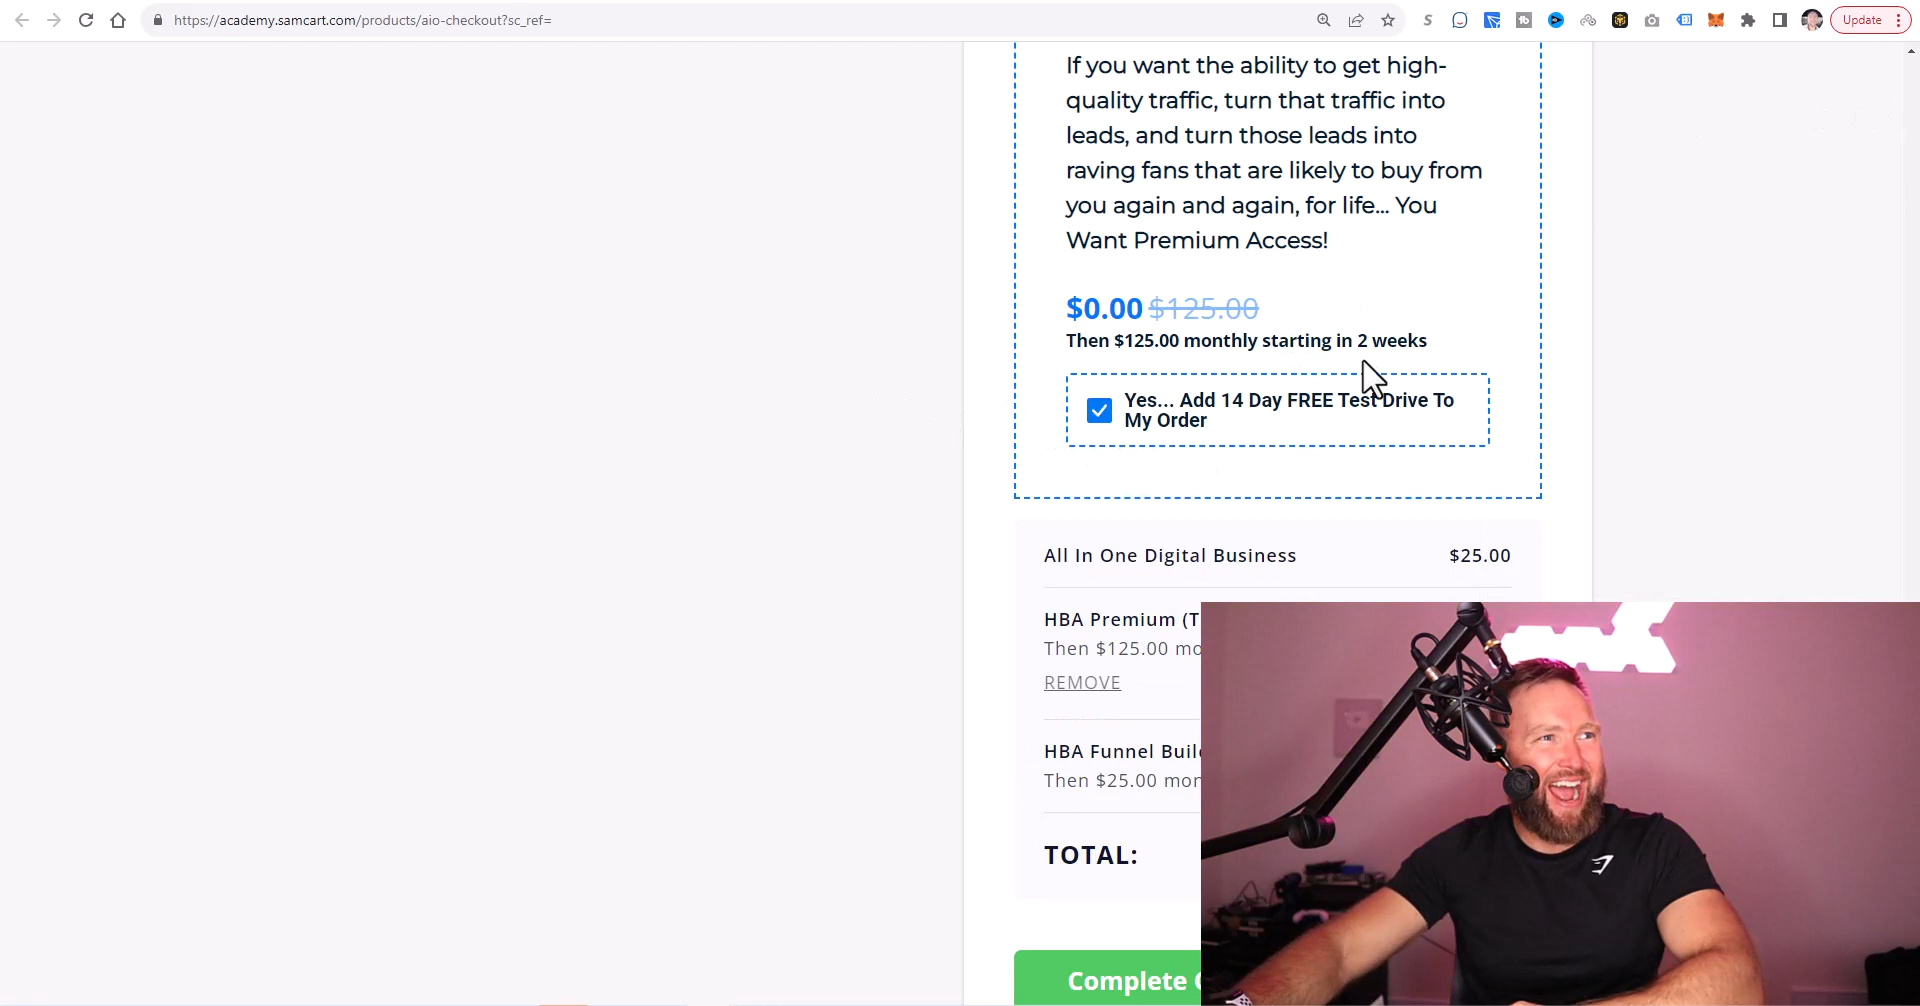 https://academy.samcart.com/products/aio-checkout?sc_ref=
Update
If you want the ability to get high-
quality traffic, turn that traffic into
leads, and turn those leads into
raving fans that are likely to buy from
you again and again, for life... You
Want Premium Access!
$0.00 $125.00
Then $125.00 monthly starting in 2 weeks
Yes... Add 14 Day FREE Test Drive To
My Order
All In One Digital Business $25.00
HBA Premium (T
Then $125.00 mo
REMOVE
HBA Funnel Buil
Then $25.00 mon
TOTAL:
Complete